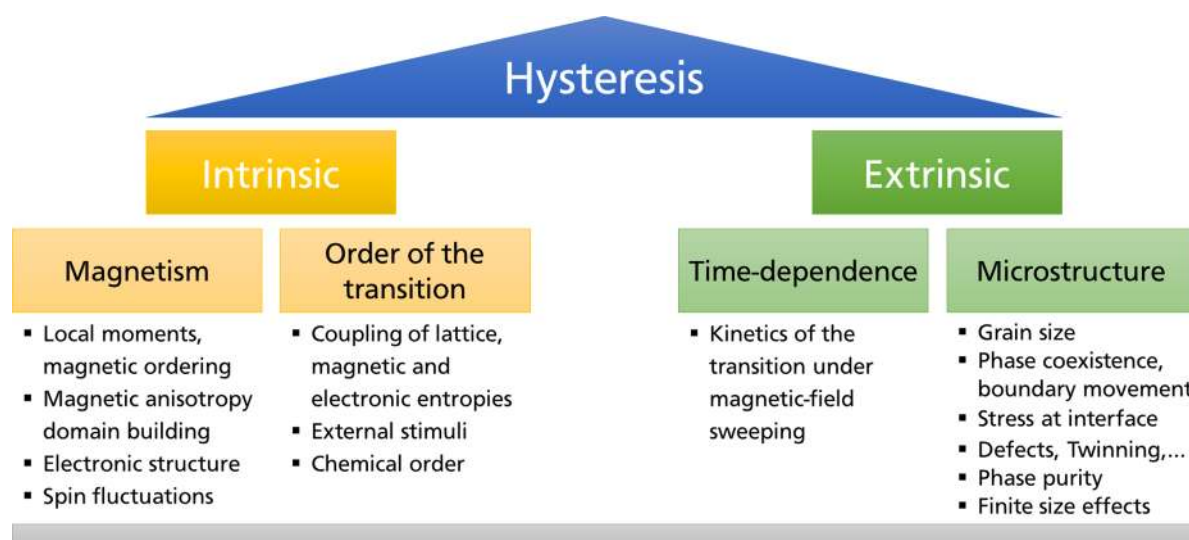 Hysteresis
Intrinsic
Extrinsic
Magnetism
Order of the
transition
Time-dependence
Microstructure
▪ Local moments,
magnetic ordering
▪ Magnetic anisotropy
domain building
▪ Electronic structure
▪ Spin fluctuations
▪ Coupling of lattice,
magnetic and
electronic entropies
▪ External stimuli
▪ Chemical order
▪ Kinetics of the
transition under
magnetic-field
sweeping
▪ Grain size
▪ Phase coexistence,
boundary movement
▪ Stress at interface
▪ Defects, Twinning,...
▪ Phase purity
▪ Finite size effects